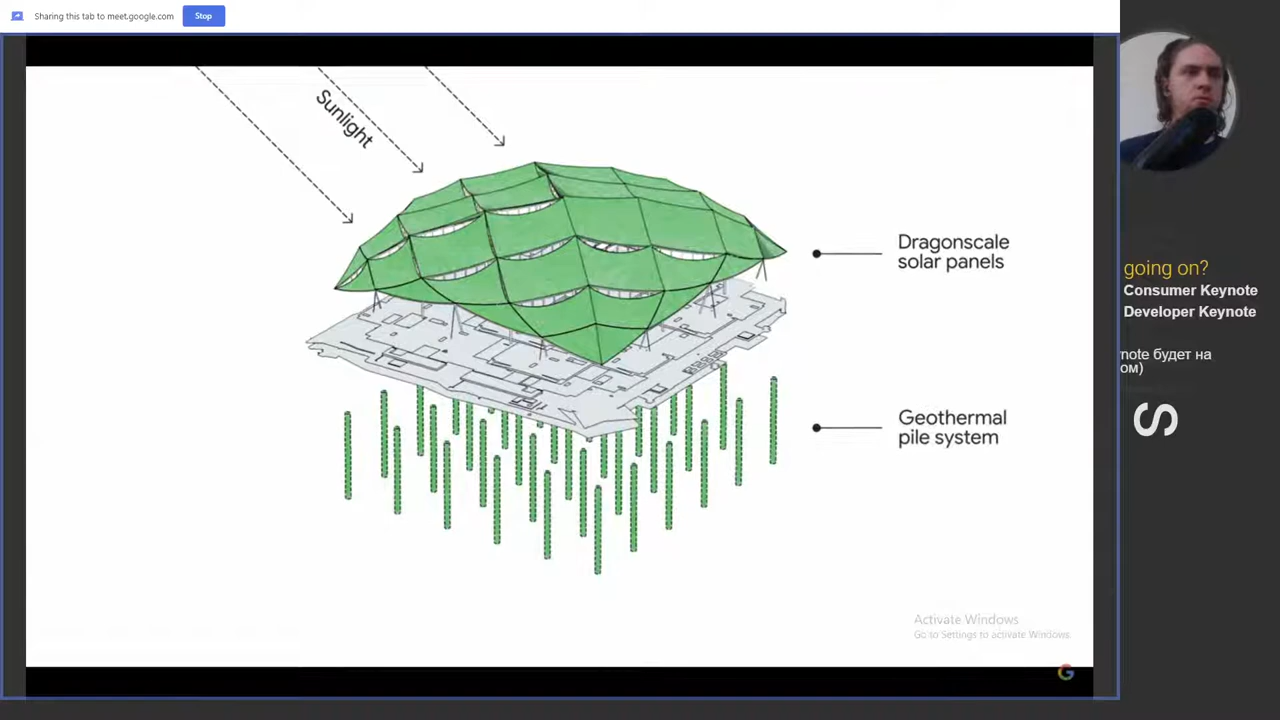 Sharing this tab to meet.google.com
Stop
Sunlight
Dragonscale
solar panels
Geothermal
pile system
Activate Windows
Go to Settings to activate Windows.
G
going on?
Consumer Keynote
Developer Keynote
note будет на
ом)
S